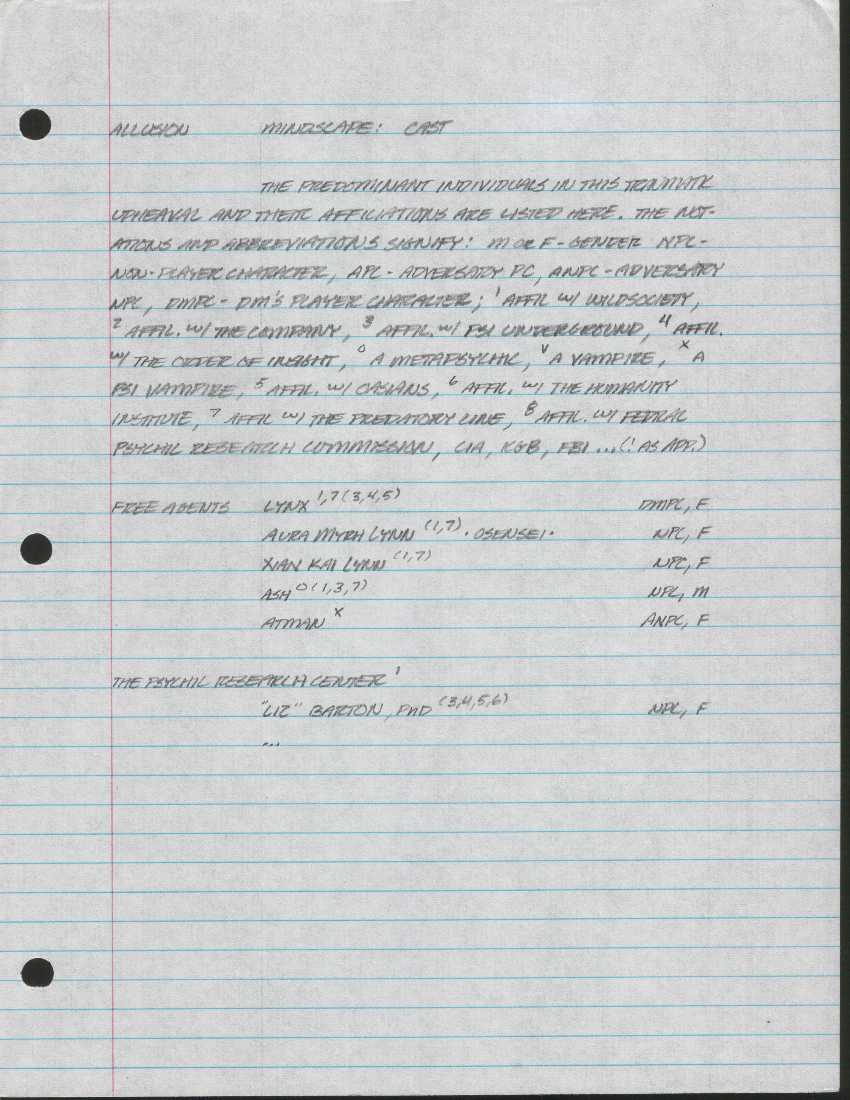 ALLUSION MINDSCAPE: CAST
THE PREDOMINANT INDIVIDUALS IN THIS TRAUMATIC
UPHEAVAL AND THEIR AFFILIATIONS ARE LISTED HERE. THE NOT-
ATIONS AND ABBREVIATIONS SIGNIFY: M OR F - GENDER NPC -
NON-PLAYER CHARACTER, APC - ADVERSARY PC, ANPC - ADVERSARY
NPC, DMPC - DM'S PLAYER CHARACTER; ¹ AFFIL W/ WILDSOCIETY,
² AFFIL. W/ THE COMPANY, ³ AFFIL. W/ PSI UNDERGROUND, ⁴ AFFIL.
W/ THE ORDER OF INSIGHT, ᴼ A METAPSYCHIC, ⱽ A VAMPIRE, ˣ A
PSI VAMPIRE, ⁵ AFFIL. W/ CASIANS, ⁶ AFFIL. W/ THE HUMANITY
INSTITUTE, ⁷ AFFIL W/ THE PREDATORY LINE, ⁸ AFFIL. W/ FEDRAL
PSYCHIC RESEARCH COMMISSION, CIA, KGB, FBI ... (! AS APP.)
FREE AGENTS LYNX 1,7 (3,4,5) DMPC, F
AURA MYRH LYNN (1,7) · OSENSEI · NPC, F
XIAN KAI LYNN (1,7) NPC, F
ASH O (1,3,7) NPC, M
ATMAN X ANPC, F
THE PSYCHIC RESEARCH CENTER ¹
"LIZ" BARTON, PHD (3,4,5,6) NPC, F
...